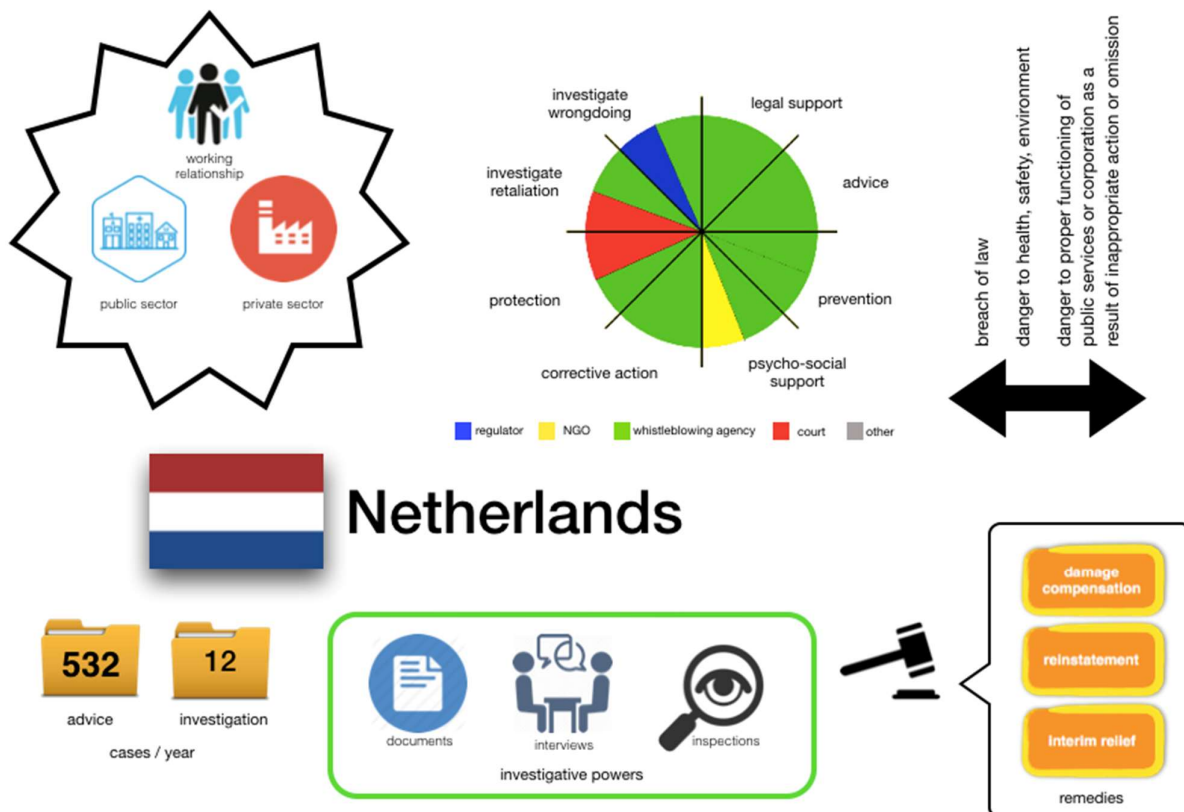 working
relationship
public sector
private sector
investigate
wrongdoing
legal support
investigate
retaliation
advice
protection
prevention
corrective action
psycho-social
support
regulator
NGO
whistleblowing agency
court
other
breach of law
danger to health, safety, environment
danger to proper functioning of
public services or corporation as a
result of inappropriate action or omission
Netherlands
532
12
advice
investigation
cases / year
documents
interviews
inspections
investigative powers
damage
compensation
reinstatement
interim relief
remedies